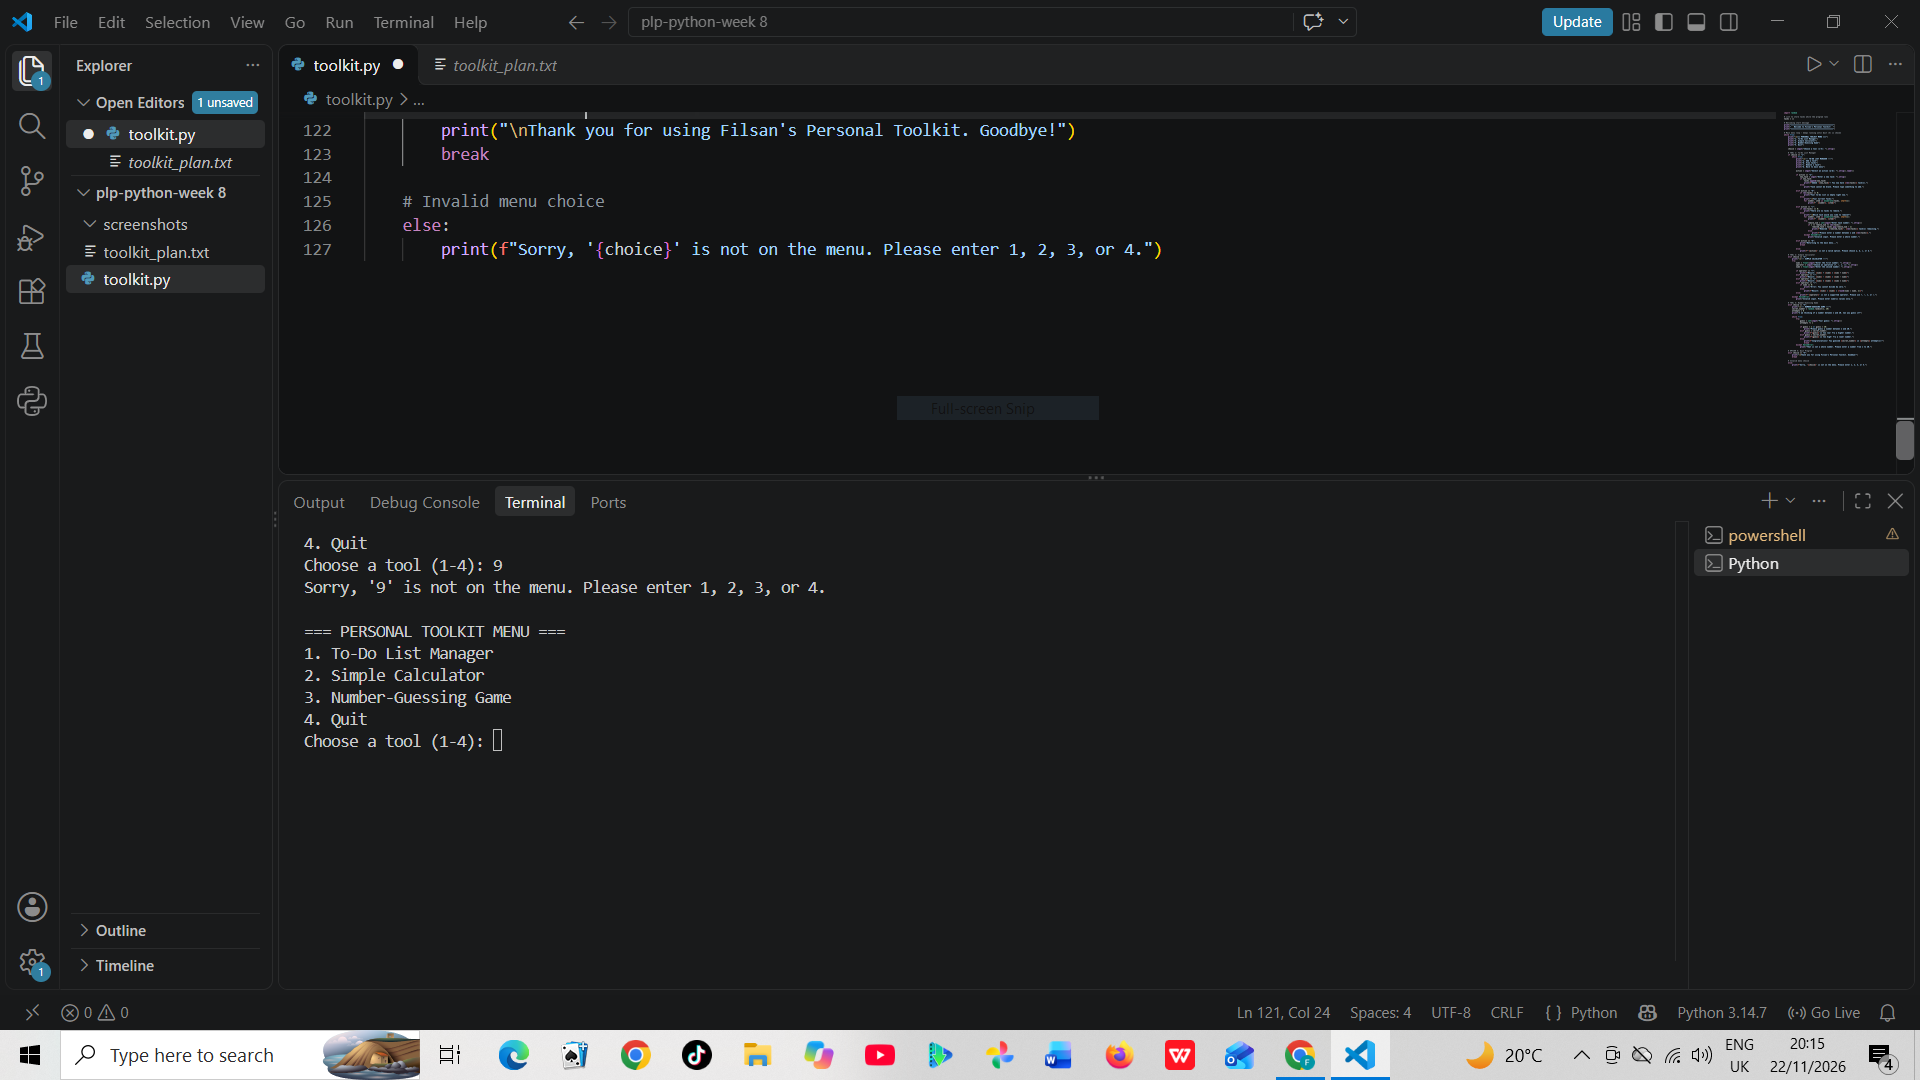 File Edit Selection View Go Run Terminal Help
plp-python-week 8
Update
Explorer
Open Editors 1 unsaved
toolkit.py
toolkit_plan.txt
plp-python-week 8
screenshots
toolkit_plan.txt
toolkit.py
Outline
Timeline
toolkit.py toolkit_plan.txt
toolkit.py > ...
122 print("\nThank you for using Filsan's Personal Toolkit. Goodbye!")
123 break
124
125 # Invalid menu choice
126 else:
127 print(f"Sorry, '{choice}' is not on the menu. Please enter 1, 2, 3, or 4.")
Full-screen Snip
Output Debug Console Terminal Ports
4. Quit
Choose a tool (1-4): 9
Sorry, '9' is not on the menu. Please enter 1, 2, 3, or 4.
=== PERSONAL TOOLKIT MENU ===
1. To-Do List Manager
2. Simple Calculator
3. Number-Guessing Game
4. Quit
Choose a tool (1-4):
powershell
Python
1
1
0 0
Ln 121, Col 24 Spaces: 4 UTF-8 CRLF { } Python Python 3.14.7 Go Live
Type here to search
20°C
ENG
UK
20:15
22/11/2026
4